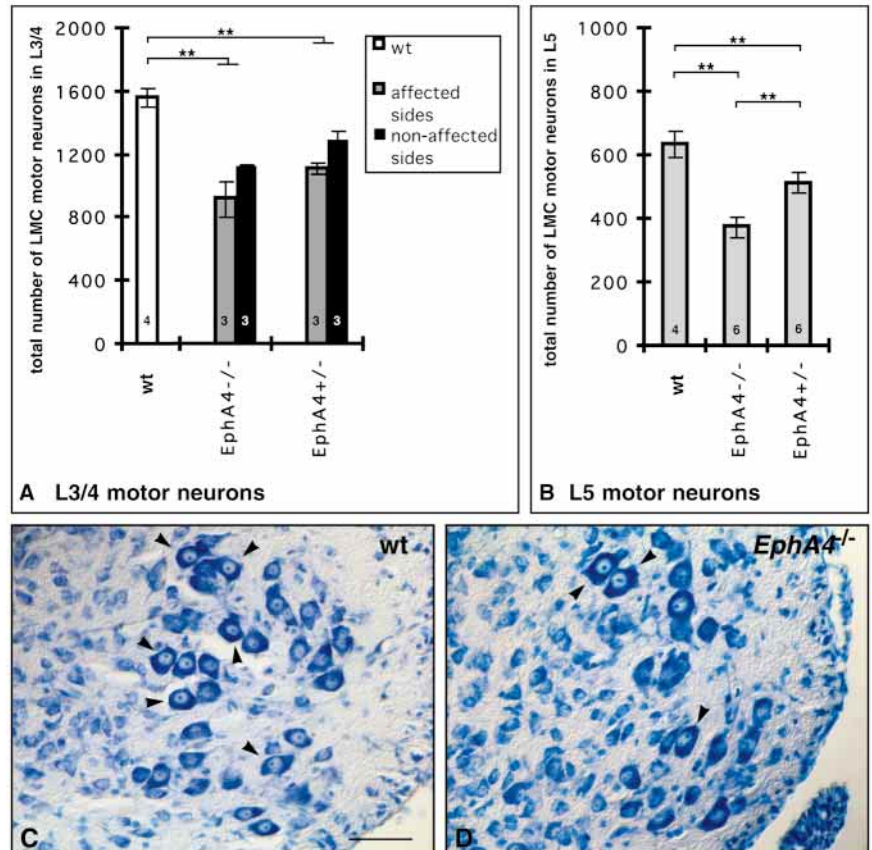 total number of LMC motor neurons in L3/4
2000
1600
1200
800
400
0
**
**
wt
affected
sides
non-affected
sides
4
3
3
3
3
wt
EphA4-/-
EphA4+/-
A L3/4 motor neurons
total number of LMC motor neurons in L5
1000
800
600
400
200
0
**
**
**
4
6
6
wt
EphA4-/-
EphA4+/-
B L5 motor neurons
wt
C
EphA4-/-
D